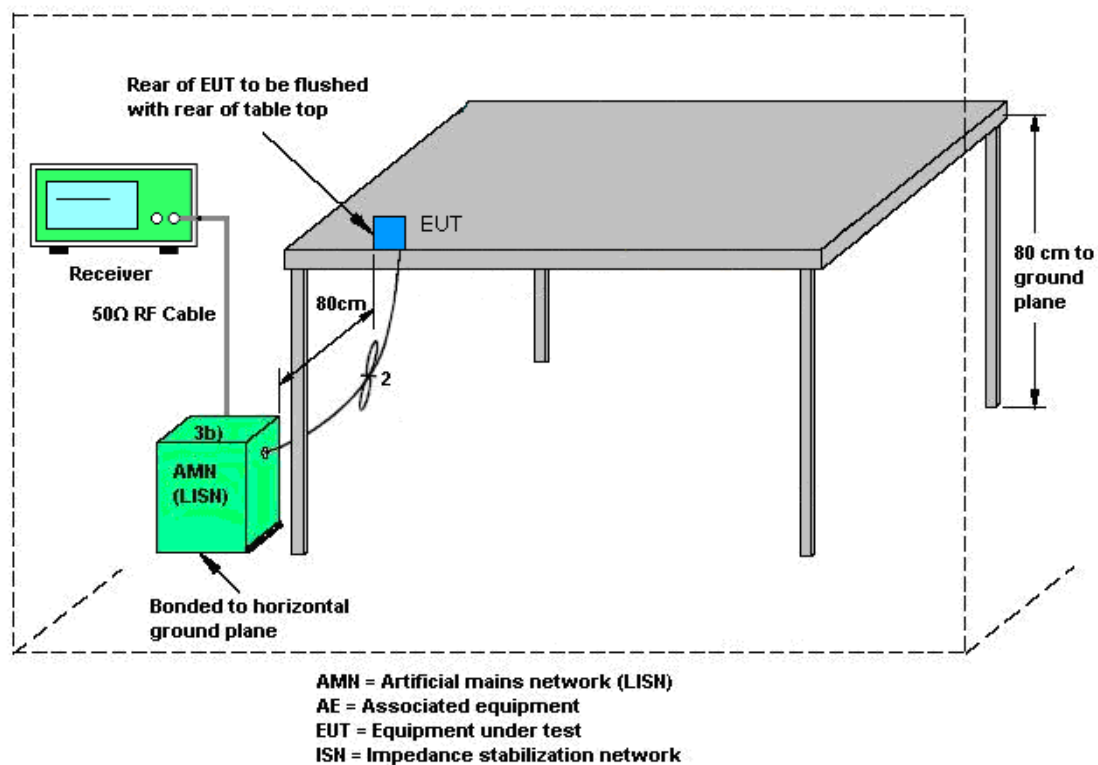 Rear of EUT to be flushed
with rear of table top
EUT
Receiver
50Ω RF Cable
80cm
80 cm to
ground
plane
2
3b)
AMN
(LISN)
Bonded to horizontal
ground plane
AMN = Artificial mains network (LISN)
AE = Associated equipment
EUT = Equipment under test
ISN = Impedance stabilization network